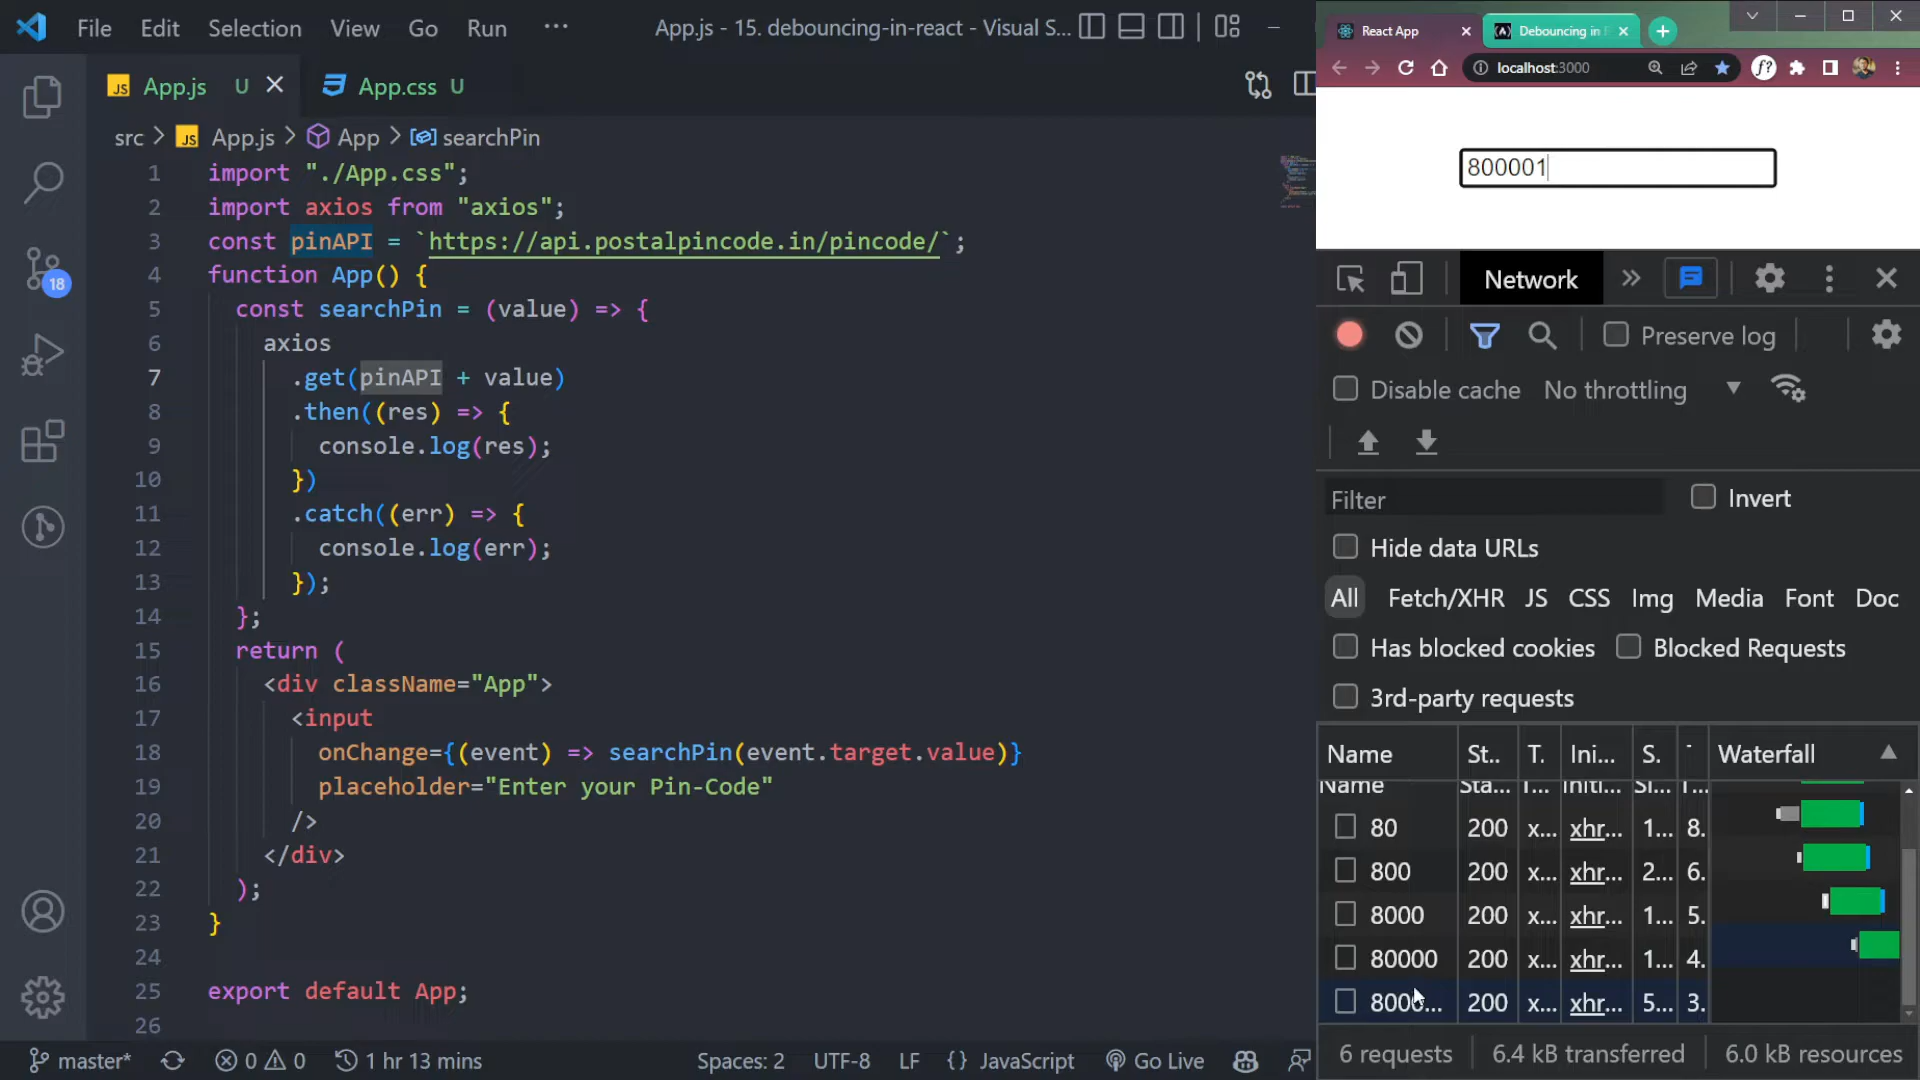 File Edit Selection View Go Run ··· App.js - 15. debouncing-in-react - Visual S...
App.js U
App.css U
src > App.js > App > searchPin
1 import "./App.css";
2 import axios from "axios";
3 const pinAPI = `https://api.postalpincode.in/pincode/`;
4 function App() {
5 const searchPin = (value) => {
6 axios
7 .get(pinAPI + value)
8 .then((res) => {
9 console.log(res);
10 })
11 .catch((err) => {
12 console.log(err);
13 });
14 };
15 return (
16 <div className="App">
17 <input
18 onChange={(event) => searchPin(event.target.value)}
19 placeholder="Enter your Pin-Code"
20 />
21 </div>
22 );
23 }
24
25 export default App;
26
18
master* 0 0 1 hr 13 mins Spaces: 2 UTF-8 LF {} JavaScript Go Live
React App
Debouncing in
localhost:3000
f?
800001
Network
Preserve log
Disable cache No throttling
Filter
Invert
Hide data URLs
All Fetch/XHR JS CSS Img Media Font Doc
Has blocked cookies Blocked Requests
3rd-party requests
Name St.. T. Ini... S. Waterfall
Name Sta... T... Initi... Si... T...
80 200 x... xhr... 1... 8.
800 200 x... xhr... 2... 6.
8000 200 x... xhr... 1... 5.
80000 200 x... xhr... 1... 4.
8000... 200 x... xhr... 5... 3.
6 requests 6.4 kB transferred 6.0 kB resources